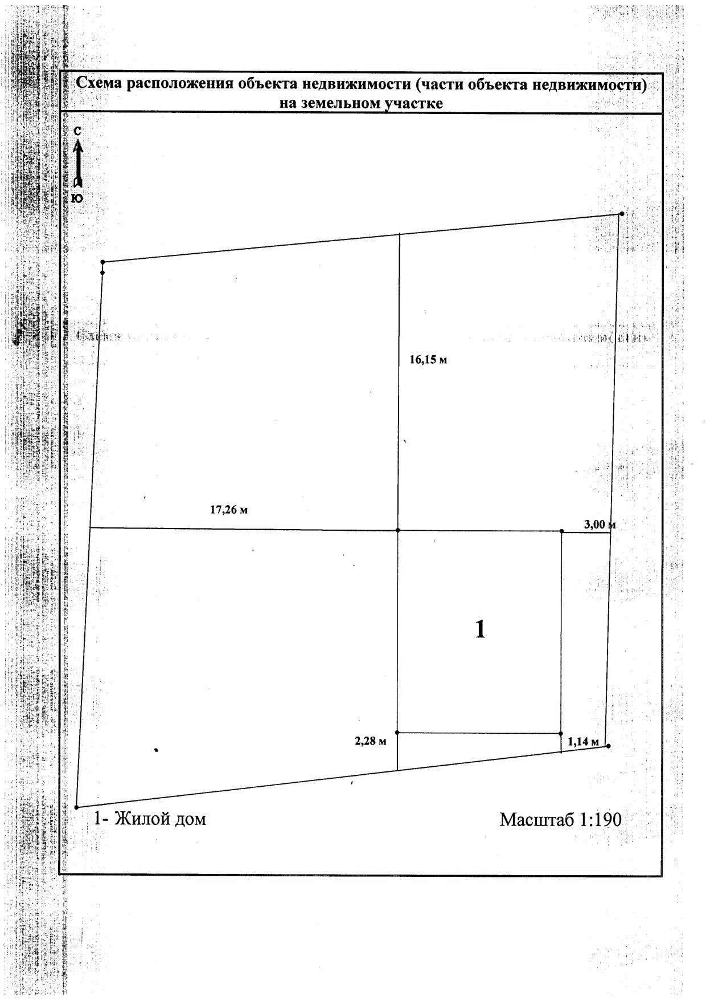 Схема расположения объекта недвижимости (части объекта недвижимости)
на земельном участке
С
Ю
16,15 м
17,26 м
3,00 м
1
2,28 м
1,14 м
1- Жилой дом
Масштаб 1:190